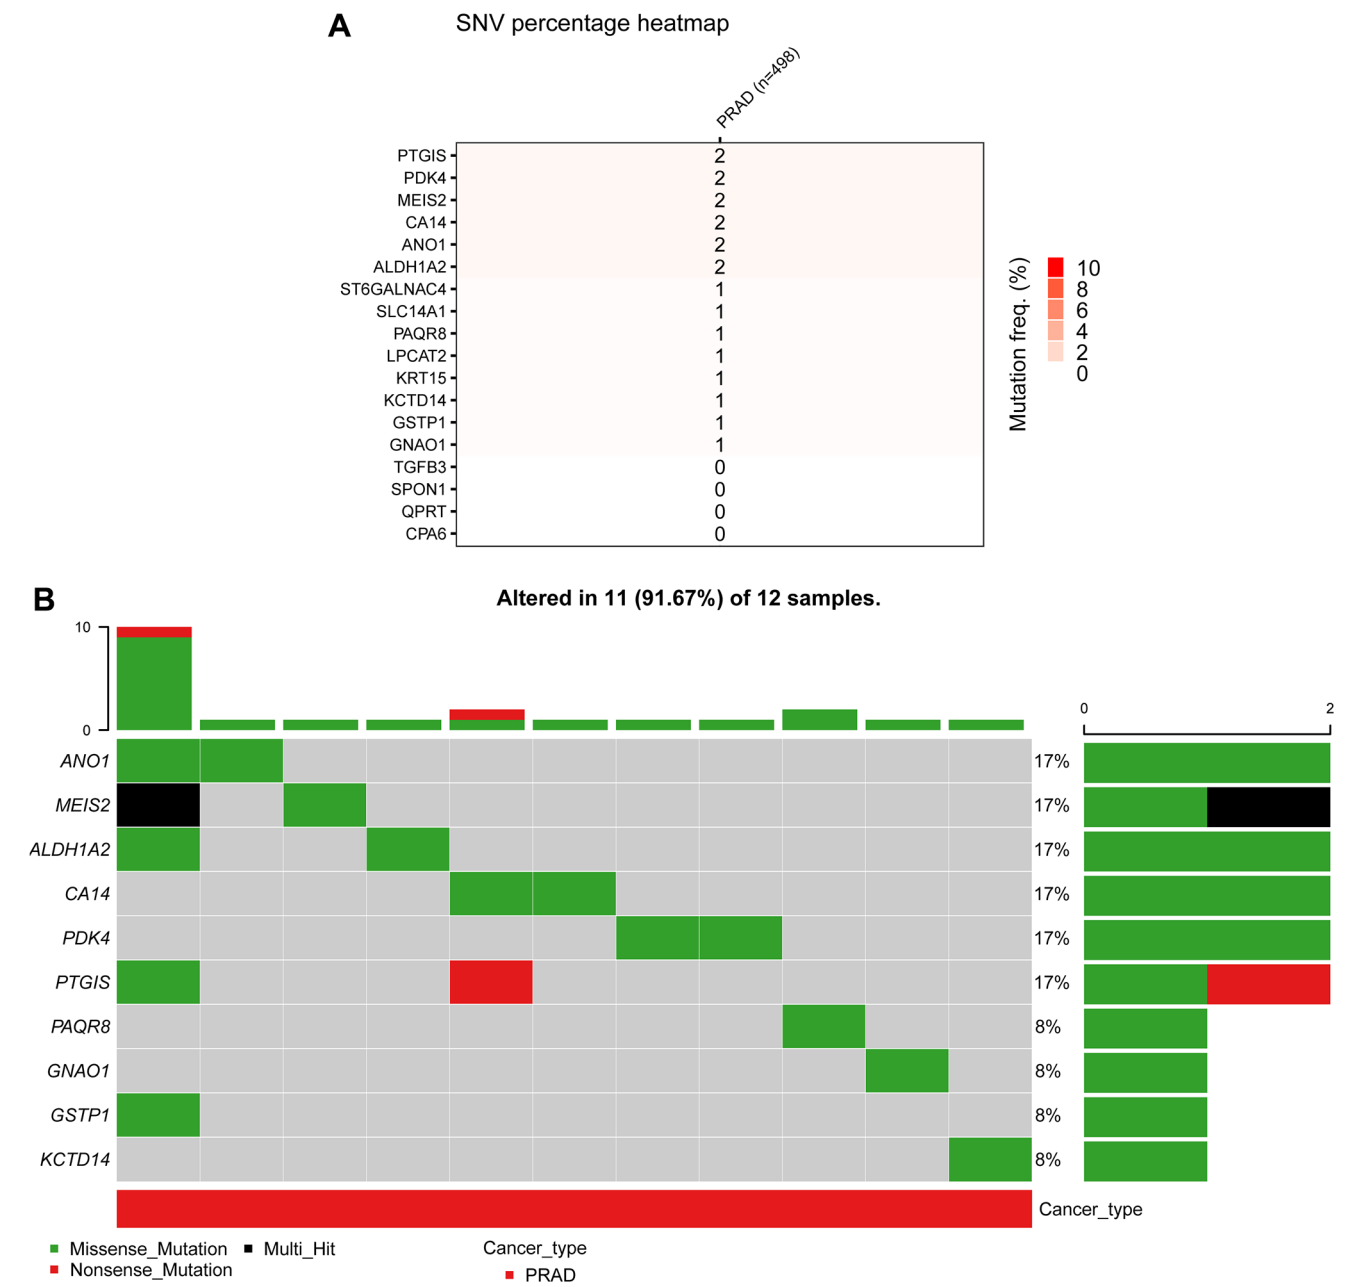 A
SNV percentage heatmap
PRAD (n=498)
PTGIS 2
PDK4 2
MEIS2 2
CA14 2
ANO1 2
ALDH1A2 2
ST6GALNAC4 1
SLC14A1 1
PAQR8 1
LPCAT2 1
KRT15 1
KCTD14 1
GSTP1 1
GNAO1 1
TGFB3 0
SPON1 0
QPRT 0
CPA6 0
Mutation freq. (%)
10
8
6
4
2
0
B
Altered in 11 (91.67%) of 12 samples.
10
0
0 2
ANO1 17%
MEIS2 17%
ALDH1A2 17%
CA14 17%
PDK4 17%
PTGIS 17%
PAQR8 8%
GNAO1 8%
GSTP1 8%
KCTD14 8%
Cancer_type
Missense_Mutation Multi_Hit
Nonsense_Mutation
Cancer_type
PRAD